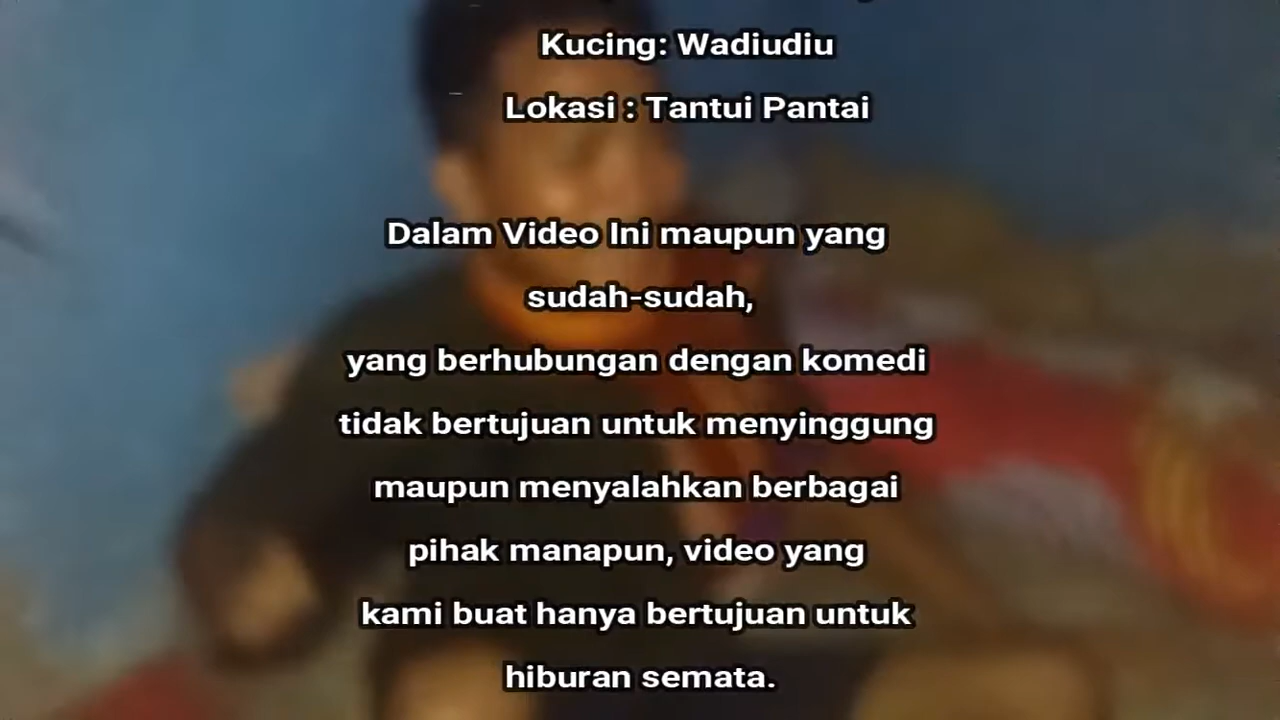 Kucing: Wadiudiu
Lokasi : Tantui Pantai
Dalam Video Ini maupun yang
sudah-sudah,
yang berhubungan dengan komedi
tidak bertujuan untuk menyinggung
maupun menyalahkan berbagai
pihak manapun, video yang
kami buat hanya bertujuan untuk
hiburan semata.